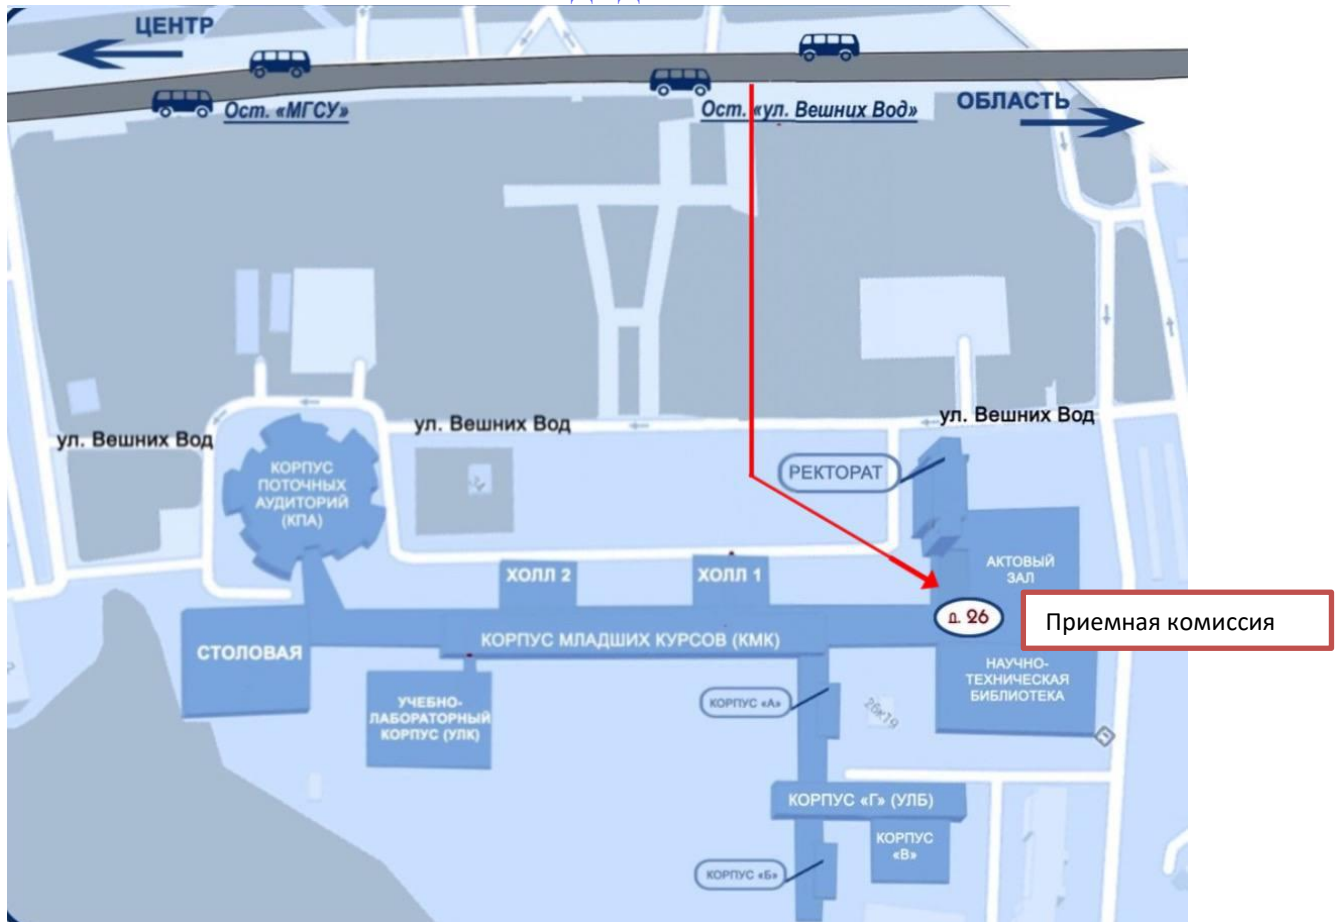 ЦЕНТР
Ост. «МГСУ»
Ост. «ул. Вешних Вод»
ОБЛАСТЬ
ул. Вешних Вод
ул. Вешних Вод
ул. Вешних Вод
КОРПУС
ПОТОЧНЫХ
АУДИТОРИЙ
(КПА)
РЕКТОРАТ
АКТОВЫЙ
ЗАЛ
ХОЛЛ 2
ХОЛЛ 1
д. 26
Приемная комиссия
СТОЛОВАЯ
КОРПУС МЛАДШИХ КУРСОВ (КМК)
НАУЧНО-
ТЕХНИЧЕСКАЯ
БИБЛИОТЕКА
УЧЕБНО-
ЛАБОРАТОРНЫЙ
КОРПУС (УЛК)
КОРПУС «А»
26к19
КОРПУС «Г» (УЛБ)
КОРПУС
«В»
КОРПУС «Б»